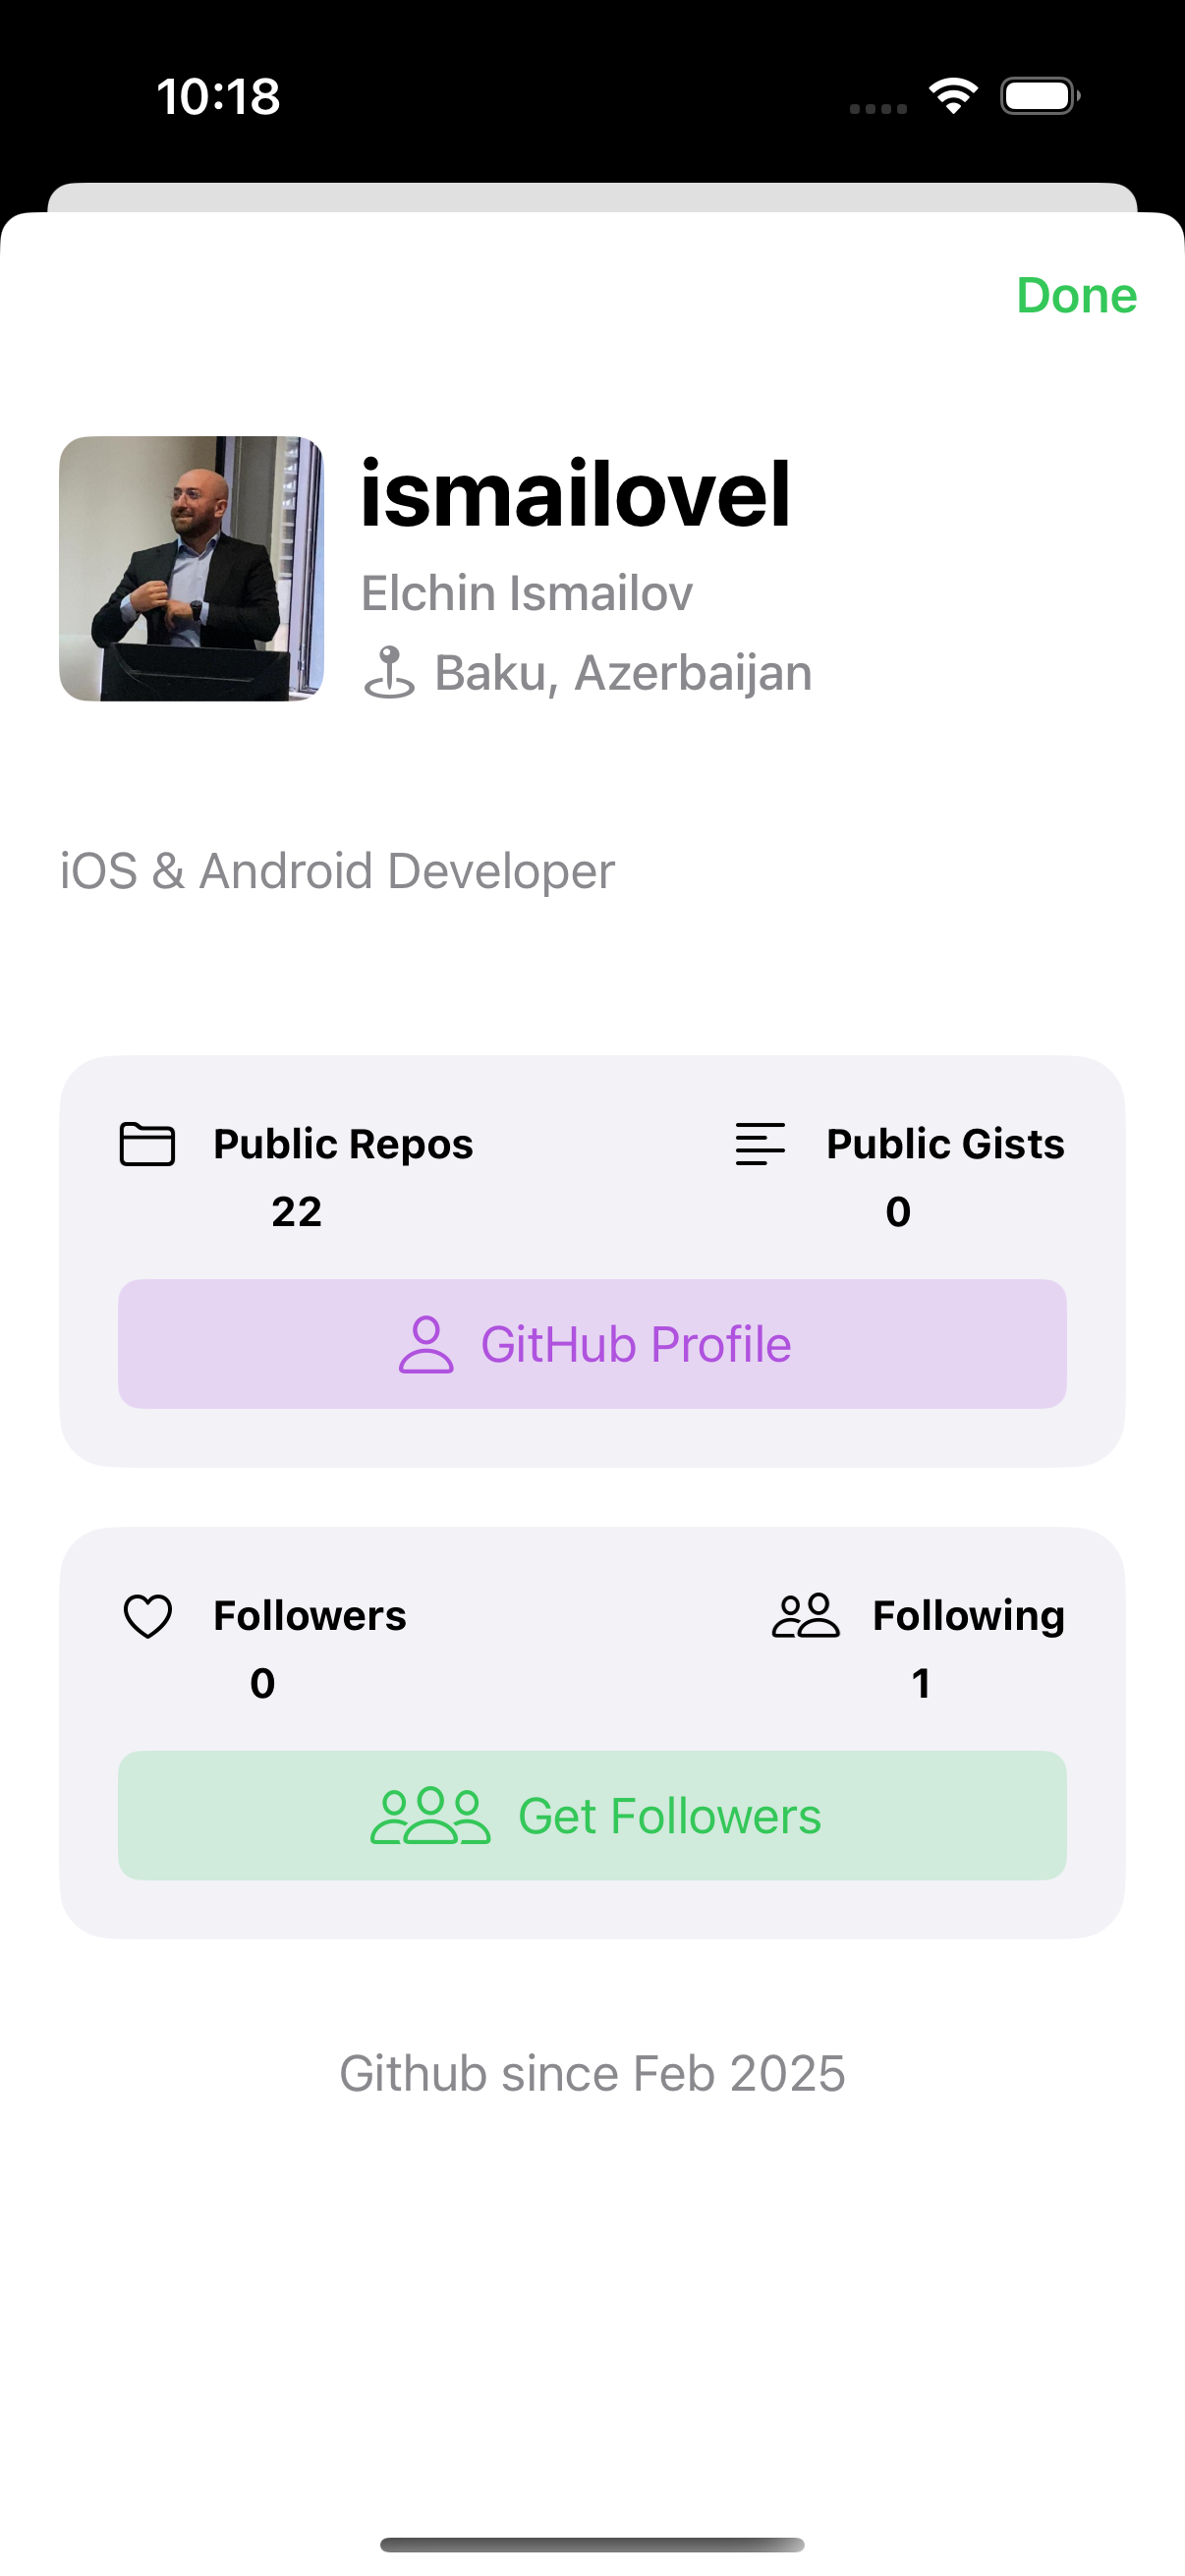 10:18
Done
ismailovel
Elchin Ismailov
Baku, Azerbaijan
iOS & Android Developer
Public Repos
22
Public Gists
0
GitHub Profile
Followers
0
Following
1
Get Followers
Github since Feb 2025